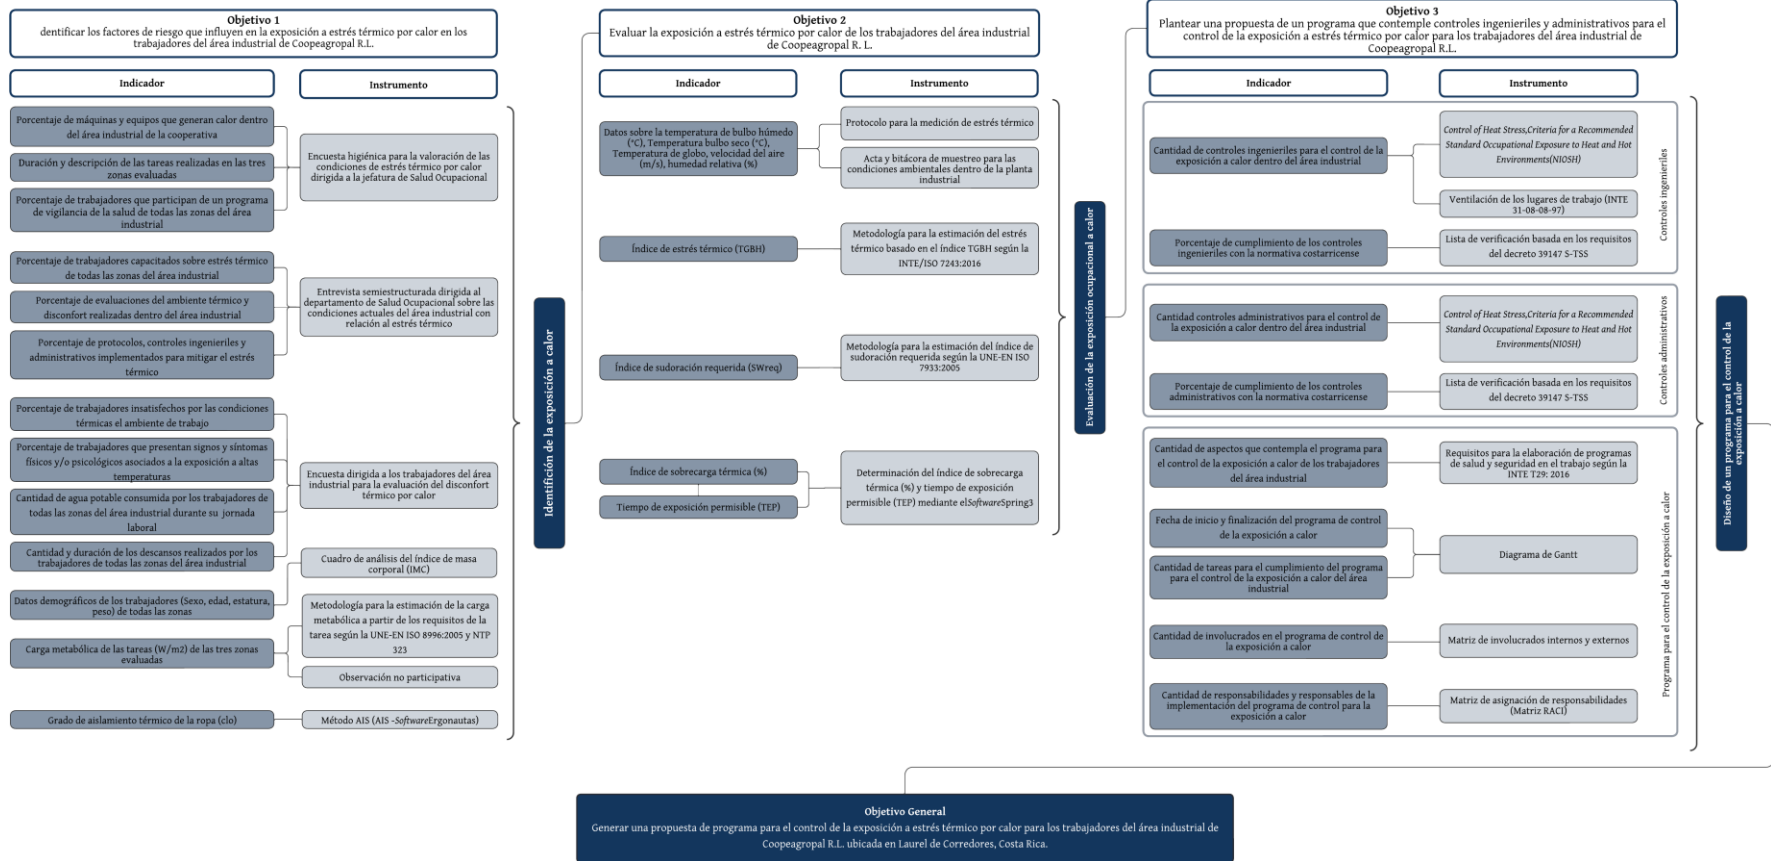 Objetivo 1
dentificar los factores de riesgo que influyen en la exposición a estrés térmico por calor en los
trabajadores del área industrial de Coopeagropal R.L.
Indicador
Instrumento
Porcentaje de máquinas y equipos que generan calor dentro
del área industrial de la cooperativa
Duración y descripción de las tareas realizadas en las tres
zonas evaluadas
Porcentaje de trabajadores que participan de un programa
de vigilancia de la salud de todas las zonas del área
industrial
Encuesta higiénica para la valoración de las
condiciones de estrés térmico por calor
dirigida a la jefatura de Salud Ocupacional
Porcentaje de trabajadores capacitados sobre estrés térmico
de todas las zonas del área industrial
Porcentaje de evaluaciones del ambiente térmico y
disconfort realizadas dentro del área industrial
Porcentaje de protocolos, controles ingenieriles y
administrativos implementados para mitigar el estrés
térmico
Entrevista semiestructurada dirigida al
departamento de Salud Ocupacional sobre las
condiciones actuales del área industrial con
relación al estrés térmico
Porcentaje de trabajadores insatisfechos por las condiciones
térmicas el ambiente de trabajo
Porcentaje de trabajadores que presentan signos y síntomas
físicos y/o psicológicos asociados a la exposición a altas
temperaturas
Cantidad de agua potable consumida por los trabajadores de
todas las zonas del área industrial durante su jornada
laboral
Cantidad y duración de los descansos realizados por los
trabajadores de todas las zonas del área industrial
Encuesta dirigida a los trabajadores del área
industrial para la evaluación del disconfort
térmico por calor
Datos demográficos de los trabajadores (Sexo, edad, estatura,
peso) de todas las zonas
Cuadro de análisis del índice de masa
corporal (IMC)
Carga metabólica de las tareas (W/m2) de las tres zonas
evaluadas
Metodología para la estimación de la carga
metabólica a partir de los requisitos de la
tarea según la UNE-EN ISO 8996:2005 y NTP
323
Observación no participativa
Grado de aislamiento térmico de la ropa (clo)
Método AIS (AIS -SoftwareErgonautas)
Identifición de la exposición a calor
Objetivo 2
Evaluar la exposición a estrés térmico por calor de los trabajadores del área industrial
de Coopeagropal R. L.
Indicador
Instrumento
Datos sobre la temperatura de bulbo húmedo
(°C), Temperatura bulbo seco (°C),
Temperatura de globo, velocidad del aire
(m/s), humedad relativa (%)
Protocolo para la medición de estrés térmico
Acta y bitácora de muestreo para las
condiciones ambientales dentro de la planta
industrial
Índice de estrés térmico (TGBH)
Metodología para la estimación del estrés
térmico basado en el índice TGBH según la
INTE/ISO 7243:2016
Índice de sudoración requerida (SWreq)
Metodología para la estimación del índice de
sudoración requerida según la UNE-EN ISO
7933:2005
Índice de sobrecarga térmica (%)
Tiempo de exposición permisible (TEP)
Determinación del índice de sobrecarga
térmica (%) y tiempo de exposición
permisible (TEP) mediante elSoftwareSpring3
Evaluación de la exposición ocupacional a calor
Objetivo 3
Plantear una propuesta de un programa que contemple controles ingenieriles y administrativos para el
control de la exposición a estrés térmico por calor para los trabajadores del área industrial de
Coopeagropal R.L.
Indicador
Instrumento
Cantidad de controles ingenieriles para el control de la
exposición a calor dentro del área industrial
Control of Heat Stress,Criteria for a Recommended
Standard Occupational Exposure to Heat and Hot
Environments(NIOSH)
Ventilación de los lugares de trabajo (INTE
31-08-08-97)
Porcentaje de cumplimiento de los controles
ingenieriles con la normativa costarricense
Lista de verificación basada en los requisitos
del decreto 39147 S-TSS
Controles ingenieriles
Cantidad controles administrativos para el control de
la exposición a calor dentro del área industrial
Control of Heat Stress,Criteria for a Recommended
Standard Occupational Exposure to Heat and Hot
Environments(NIOSH)
Porcentaje de cumplimiento de los controles
administrativos con la normativa costarricense
Lista de verificación basada en los requisitos
del decreto 39147 S-TSS
Controles administrativos
Cantidad de aspectos que contempla el programa para
el control de la exposición a calor de los trabajadores
del área industrial
Requisitos para la elaboración de programas
de salud y seguridad en el trabajo según la
INTE T29: 2016
Fecha de inicio y finalización del programa de control
de la exposición a calor
Cantidad de tareas para el cumplimiento del programa
para el control de la exposición a calor del área
industrial
Diagrama de Gantt
Cantidad de involucrados en el programa de control de
la exposición a calor
Matriz de involucrados internos y externos
Cantidad de responsabilidades y responsables de la
implementación del programa de control para la
exposición a calor
Matriz de asignación de responsabilidades
(Matriz RACI)
Programa para el control de la exposición a calor
Diseño de un programa para el control de la
exposición a calor
Objetivo General
Generar una propuesta de programa para el control de la exposición a estrés térmico por calor para los trabajadores del área industrial de
Coopeagropal R.L. ubicada en Laurel de Corredores, Costa Rica.